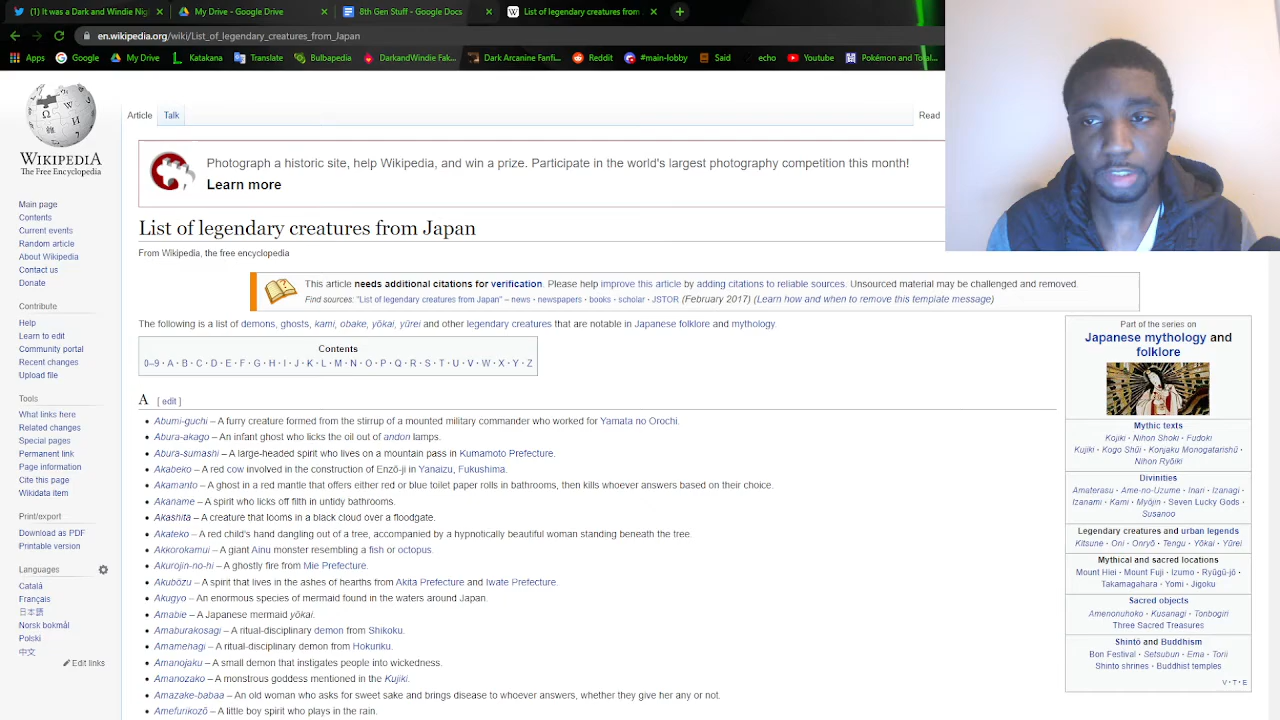 (1) It was a Dark and Windie Nig
My Drive - Google Drive
8th Gen Stuff - Google Docs
List of legendary creatures from
en.wikipedia.org/wiki/List_of_legendary_creatures_from_Japan
Apps Google My Drive Katakana Translate Bulbapedia DarkandWindie Fak... Dark Arcanine Fanfi... Reddit #main-lobby Said echo Youtube Pokémon and Total...
WIKIPEDIA
The Free Encyclopedia
Main page
Contents
Current events
Random article
About Wikipedia
Contact us
Donate
Contribute
Help
Learn to edit
Community portal
Recent changes
Upload file
Tools
What links here
Related changes
Special pages
Permanent link
Page information
Cite this page
Wikidata item
Print/export
Download as PDF
Printable version
Languages
Català
Français
日本語
Norsk bokmål
Polski
中文
Edit links
Article Talk Read
Photograph a historic site, help Wikipedia, and win a prize. Participate in the world's largest photography competition this month!
Learn more
List of legendary creatures from Japan
From Wikipedia, the free encyclopedia
This article needs additional citations for verification. Please help improve this article by adding citations to reliable sources. Unsourced material may be challenged and removed.
Find sources: "List of legendary creatures from Japan" – news · newspapers · books · scholar · JSTOR (February 2017) (Learn how and when to remove this template message)
The following is a list of demons, ghosts, kami, obake, yōkai, yūrei and other legendary creatures that are notable in Japanese folklore and mythology.
Contents
0–9 · A · B · C · D · E · F · G · H · I · J · K · L · M · N · O · P · Q · R · S · T · U · V · W · X · Y · Z
A [ edit ]
Abumi-guchi – A furry creature formed from the stirrup of a mounted military commander who worked for Yamata no Orochi.
Abura-akago – An infant ghost who licks the oil out of andon lamps.
Abura-sumashi – A large-headed spirit who lives on a mountain pass in Kumamoto Prefecture.
Akabeko – A red cow involved in the construction of Enzō-ji in Yanaizu, Fukushima.
Akamanto – A ghost in a red mantle that offers either red or blue toilet paper rolls in bathrooms, then kills whoever answers based on their choice.
Akaname – A spirit who licks off filth in untidy bathrooms.
Akashita – A creature that looms in a black cloud over a floodgate.
Akateko – A red child's hand dangling out of a tree, accompanied by a hypnotically beautiful woman standing beneath the tree.
Akkorokamui – A giant Ainu monster resembling a fish or octopus.
Akurojin-no-hi – A ghostly fire from Mie Prefecture.
Akubōzu – A spirit that lives in the ashes of hearths from Akita Prefecture and Iwate Prefecture.
Akugyo – An enormous species of mermaid found in the waters around Japan.
Amabie – A Japanese mermaid yōkai.
Amaburakosagi – A ritual-disciplinary demon from Shikoku.
Amamenagi – A ritual-disciplinary demon from Hokunku.
Amanojaku – A small demon that instigates people into wickedness.
Amanozako – A monstrous goddess mentioned in the Kujiki.
Amazake-babaa – An old woman who asks for sweet sake and brings disease to whoever answers, whether they give her any or not.
Amefurikozō – A little boy spirit who plays in the rain.
Part of the series on
Japanese mythology and
folklore
Mythic texts
Kojiki · Nihon Shoki · Fudoki
Kujiki · Kogo Shūi · Konjaku Monogatarishū ·
Nihon Ryōiki
Divinities
Amaterasu · Ame-no-Uzume · Inari · Izanagi ·
Izanami · Kami · Myōjin · Seven Lucky Gods ·
Susanoo
Legendary creatures and urban legends
Kitsune · Oni · Onryō · Tengu · Yōkai · Yūrei
Mythical and sacred locations
Mount Hiei · Mount Fuji · Izumo · Ryūgū-jō ·
Takamagahara · Yomi · Jigoku
Sacred objects
Amenonuhoko · Kusanagi · Tonbogiri
Three Sacred Treasures
Shintō and Buddhism
Bon Festival · Setsubun · Ema · Torii
Shinto shrines · Buddhist temples
V · T · E